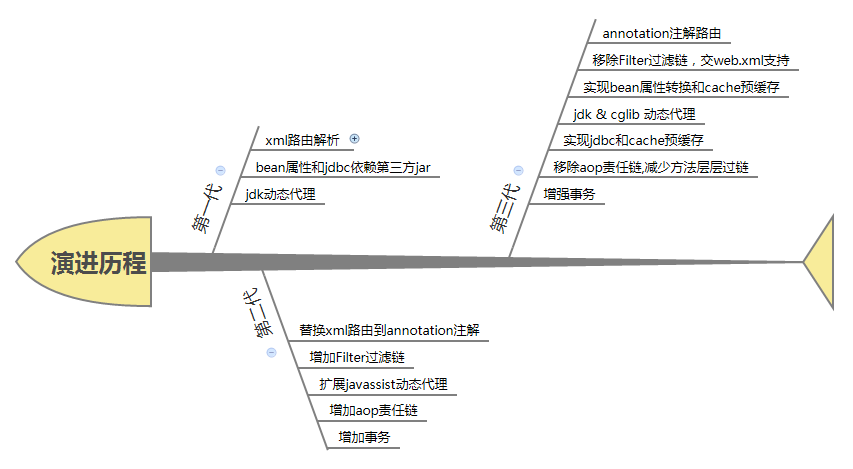 演进历程
第一代
xml路由解析
bean属性和jdbc依赖第三方jar
jdk动态代理
第二代
替换xml路由到annotation注解
增加Filter过滤链
扩展javassist动态代理
增加aop责任链
增加事务
第三代
annotation注解路由
移除Filter过滤链，交web.xml支持
实现bean属性转换和cache预缓存
jdk & cglib 动态代理
实现jdbc和cache预缓存
移除aop责任链,减少方法层层过链
增强事务